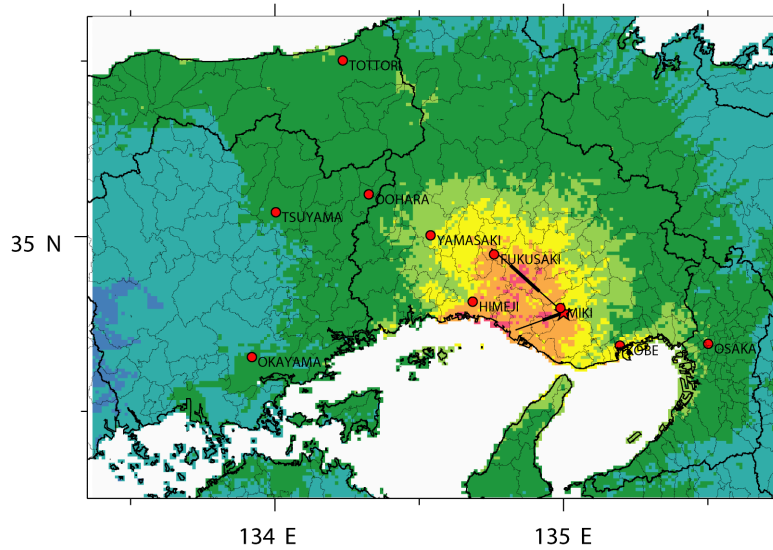 TOTTORI
OOHARA
TSUYAMA
35 N
YAMASAKI
FUKUSAKI
HIMEJI
MIKI
KOBE
OSAKA
OKAYAMA
134 E
135 E